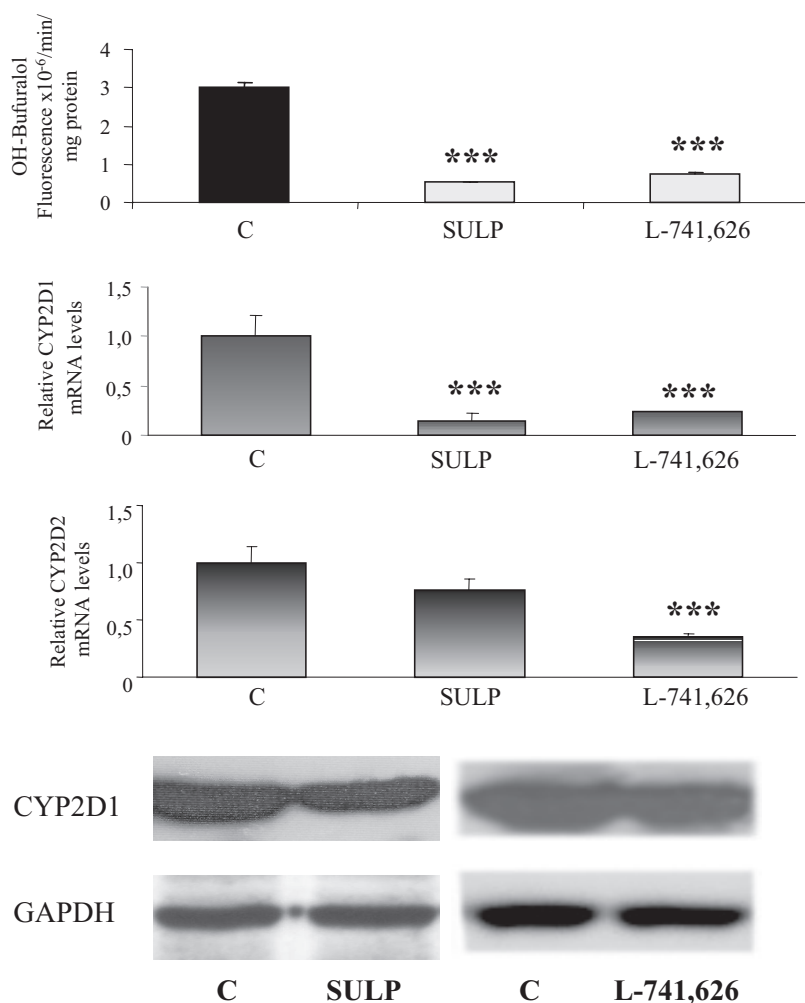 OH-Bufuralol
Fluorescence x10⁻⁶/min/
mg protein
4
3
2
1
0
***
***
C
SULP
L-741,626
Relative CYP2D1
mRNA levels
1,5
1,0
0,5
0
***
***
C
SULP
L-741,626
Relative CYP2D2
mRNA levels
1,5
1,0
0,5
0
***
C
SULP
L-741,626
CYP2D1
GAPDH
C SULP C L-741,626